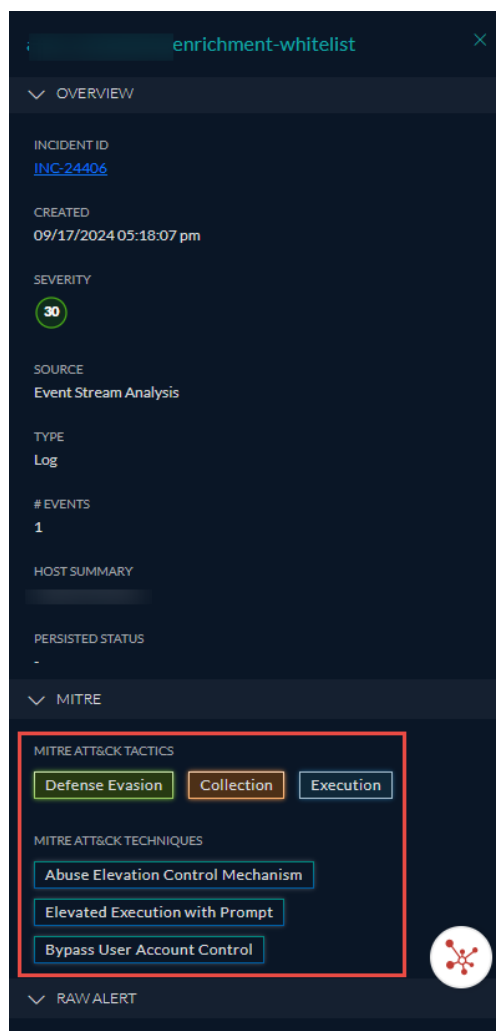 enrichment-whitelist
OVERVIEW
INCIDENT ID
INC-24406
CREATED
09/17/2024 05:18:07 pm
SEVERITY
30
SOURCE
Event Stream Analysis
TYPE
Log
# EVENTS
1
HOST SUMMARY
PERSISTED STATUS
-
MITRE
MITRE ATT&CK TACTICS
Defense Evasion Collection Execution
MITRE ATT&CK TECHNIQUES
Abuse Elevation Control Mechanism
Elevated Execution with Prompt
Bypass User Account Control
RAW ALERT